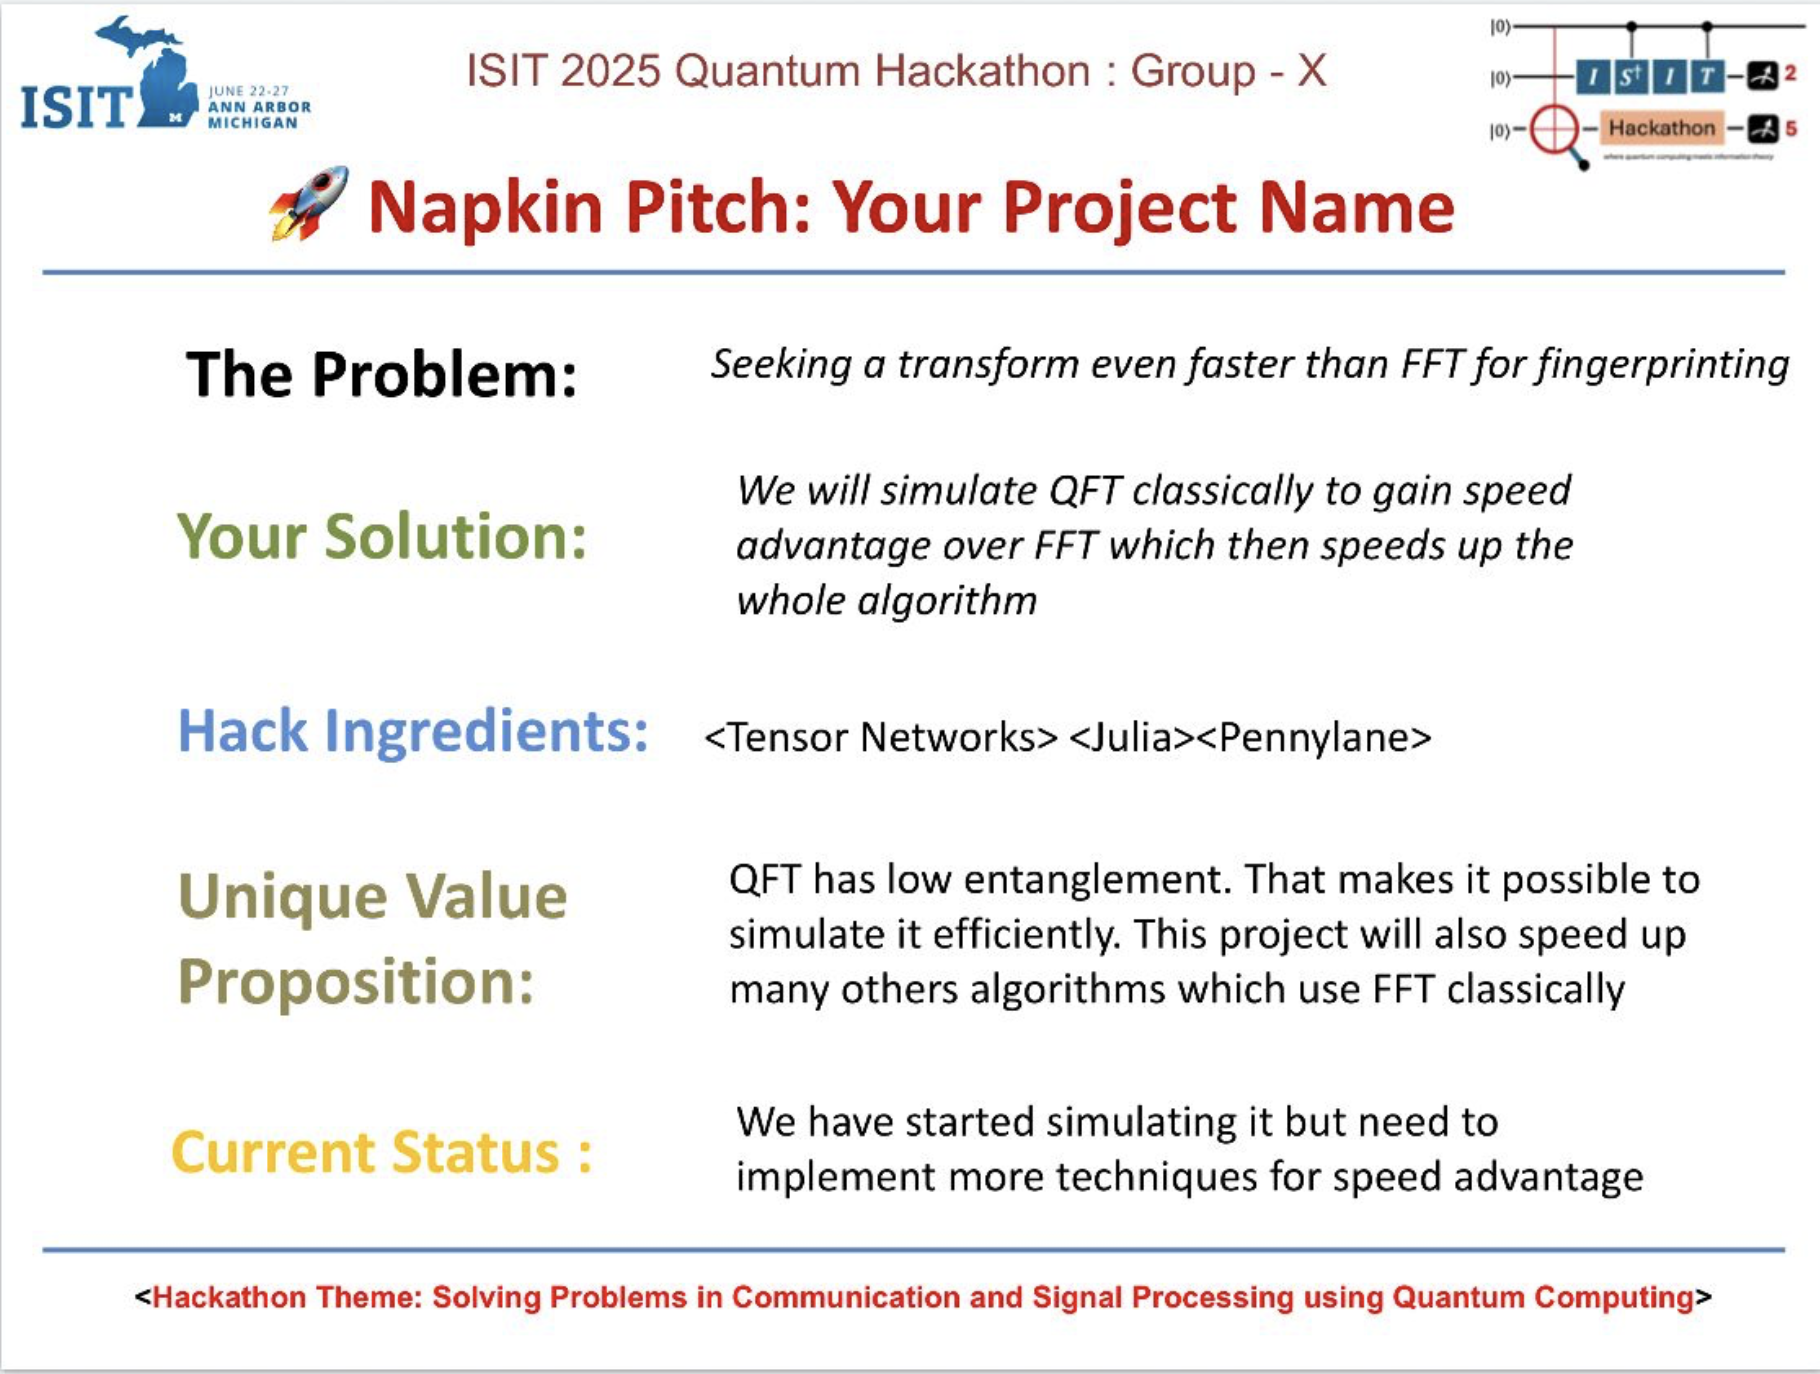 ISIT
JUNE 22-27
ANN ARBOR
MICHIGAN
M
ISIT 2025 Quantum Hackathon : Group - X
|0⟩
|0⟩ I S† I T 2
|0⟩ Hackathon 5
where quantum computing meets information theory
Napkin Pitch: Your Project Name
The Problem:
Seeking a transform even faster than FFT for fingerprinting
Your Solution:
We will simulate QFT classically to gain speed
advantage over FFT which then speeds up the
whole algorithm
Hack Ingredients:
<Tensor Networks> <Julia><Pennylane>
Unique Value
Proposition:
QFT has low entanglement. That makes it possible to
simulate it efficiently. This project will also speed up
many others algorithms which use FFT classically
Current Status :
We have started simulating it but need to
implement more techniques for speed advantage
<Hackathon Theme: Solving Problems in Communication and Signal Processing using Quantum Computing>